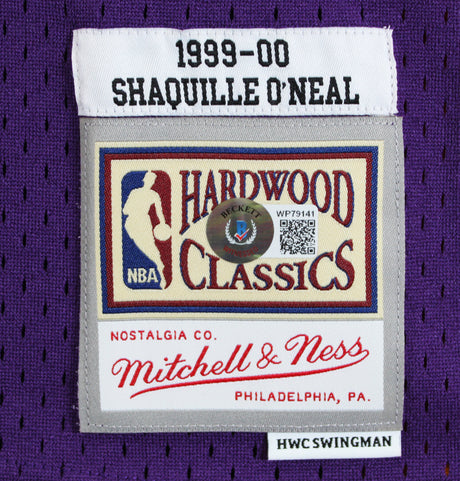 1999-00
SHAQUILLE O'NEAL
HARDWOOD
CLASSICS
NBA
BECKETT
B
WP79141
NOSTALGIA CO.
Mitchell & Ness
PHILADELPHIA, PA.
HWC SWINGMAN